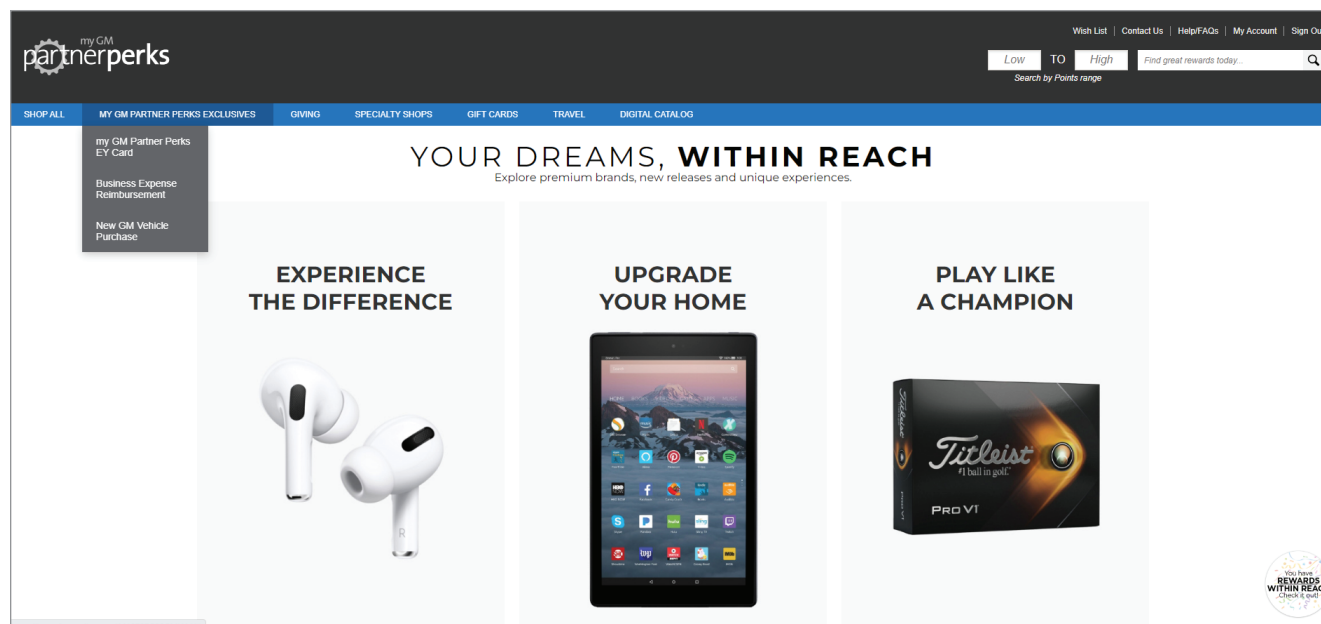 my GM
partnerperks
Wish List | Contact Us | Help/FAQs | My Account | Sign Ou
Low TO High Find great rewards today...
Search by Points range
SHOP ALL MY GM PARTNER PERKS EXCLUSIVES GIVING SPECIALTY SHOPS GIFT CARDS TRAVEL DIGITAL CATALOG
my GM Partner Perks
EY Card
Business Expense
Reimbursement
New GM Vehicle
Purchase
YOUR DREAMS, WITHIN REACH
Explore premium brands, new releases and unique experiences.
EXPERIENCE
THE DIFFERENCE
UPGRADE
YOUR HOME
PLAY LIKE
A CHAMPION
R
HOME
Titleist
Titleist
#1 ball in golf.
PRO V1
PRO V1
You have
REWARDS
WITHIN REAC
Check it out!